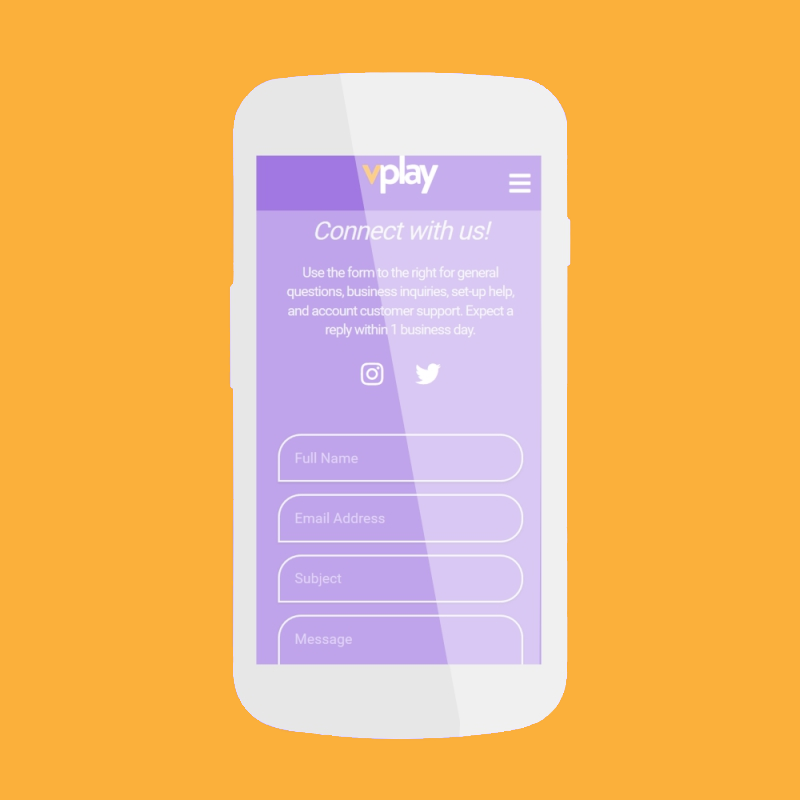 vplay
Connect with us!
Use the form to the right for general
questions, business inquiries, set-up help,
and account customer support. Expect a
reply within 1 business day.
Full Name
Email Address
Subject
Message